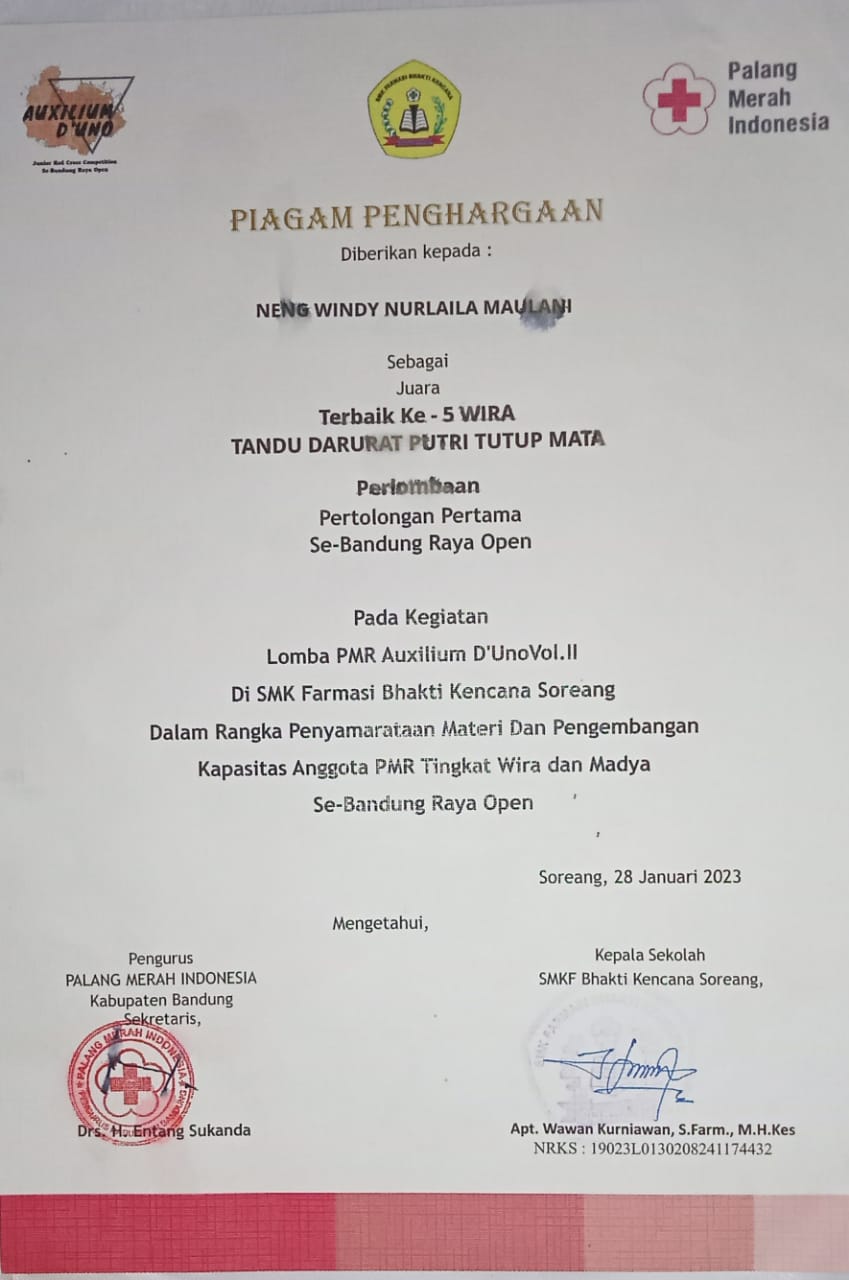 AUXILIUM
D'UNO
Junior Red Cross Competition
Se-Bandung Raya Open
SMK FARMASI BHAKTI KENCANA
Palang
Merah
Indonesia
PIAGAM PENGHARGAAN
Diberikan kepada :
NENG WINDY NURLAILA MAULANI
Sebagai
Juara
Terbaik Ke - 5 WIRA
TANDU DARURAT PUTRI TUTUP MATA
Perlombaan
Pertolongan Pertama
Se-Bandung Raya Open
Pada Kegiatan
Lomba PMR Auxilium D'UnoVol.II
Di SMK Farmasi Bhakti Kencana Soreang
Dalam Rangka Penyamarataan Materi Dan Pengembangan
Kapasitas Anggota PMR Tingkat Wira dan Madya
Se-Bandung Raya Open
Soreang, 28 Januari 2023
Mengetahui,
Pengurus
PALANG MERAH INDONESIA
Kabupaten Bandung
Sekretaris,
PALANG MERAH INDONESIA
Drs. H. Entang Sukanda
Kepala Sekolah
SMKF Bhakti Kencana Soreang,
Apt. Wawan Kurniawan, S.Farm., M.H.Kes
NRKS : 19023L0130208241174432